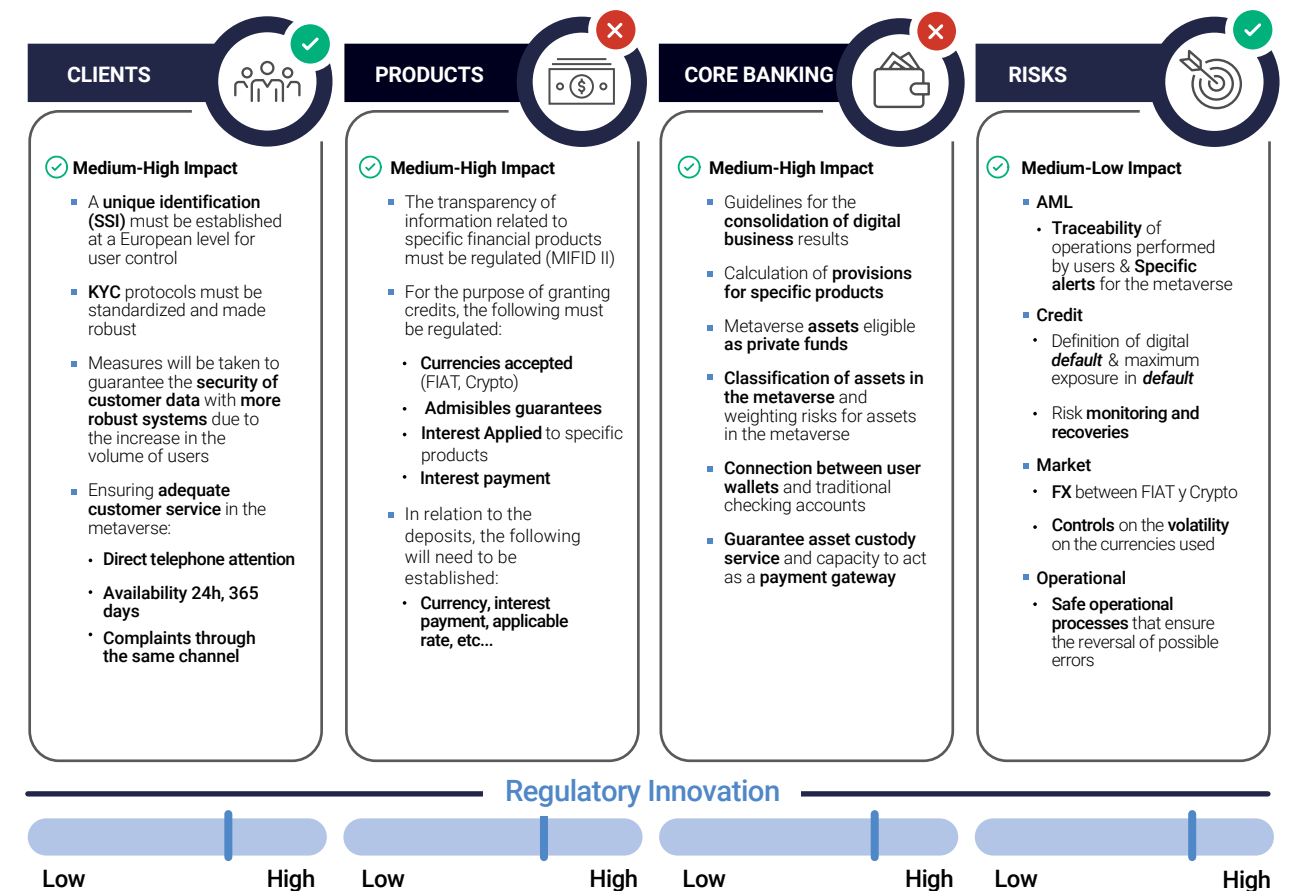 CLIENTS
Medium-High Impact
A unique identification
(SSI) must be established
at a European level for
user control
KYC protocols must be
standardized and made
robust
Measures will be taken to
guarantee the security of
customer data with more
robust systems due to
the increase in the
volume of users
Ensuring adequate
customer service in the
metaverse:
Direct telephone attention
Availability 24h, 365
days
Complaints through
the same channel
PRODUCTS
Medium-High Impact
The transparency of
information related to
specific financial products
must be regulated (MIFID II)
For the purpose of granting
credits, the following must
be regulated:
Currencies accepted
(FIAT, Crypto)
Admisibles guarantees
Interest Applied to specific
products
Interest payment
In relation to the
deposits, the following
will need to be
established:
Currency, interest
payment, applicable
rate, etc...
CORE BANKING
Medium-High Impact
Guidelines for the
consolidation of digital
business results
Calculation of provisions
for specific products
Metaverse assets eligible
as private funds
Classification of assets in
the metaverse and
weighting risks for assets
in the metaverse
Connection between user
wallets and traditional
checking accounts
Guarantee asset custody
service and capacity to act
as a payment gateway
RISKS
Medium-Low Impact
AML
Traceability of
operations performed
by users & Specific
alerts for the metaverse
Credit
Definition of digital
default & maximum
exposure in default
Risk monitoring and
recoveries
Market
FX between FIAT y Crypto
Controls on the volatility
on the currencies used
Operational
Safe operational
processes that ensure
the reversal of possible
errors
Regulatory Innovation
Low High Low High Low High Low High